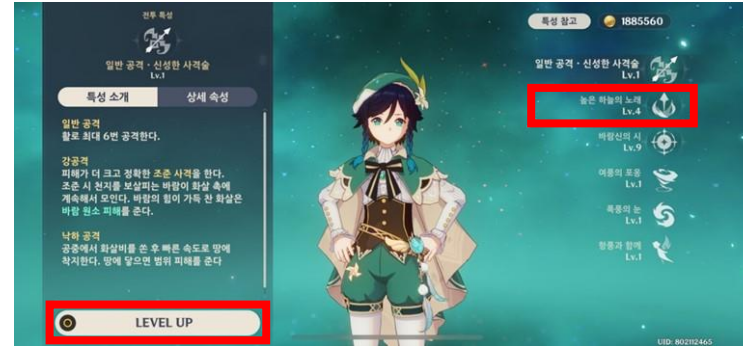 전투 특성
일반 공격 · 신성한 사격술
Lv.1
특성 소개
상세 속성
일반 공격
활로 최대 6번 공격한다.
강공격
피해가 더 크고 정확한 조준 사격을 한다.
조준 시 천지를 보살피는 바람이 화살 촉에
계속해서 모인다. 바람의 힘이 가득 찬 화살은
바람 원소 피해를 준다.
낙하 공격
공중에서 화살비를 쏜 후 빠른 속도로 땅에
착지한다. 땅에 닿으면 범위 피해를 준다
LEVEL UP
특성 참고
1885560
일반 공격 · 신성한 사격술
Lv.1
높은 하늘의 노래
Lv.4
바람신의 시
Lv.9
여풍의 포옹
Lv.1
폭풍의 눈
Lv.1
항풍과 함께
Lv.1
UID: 802112465